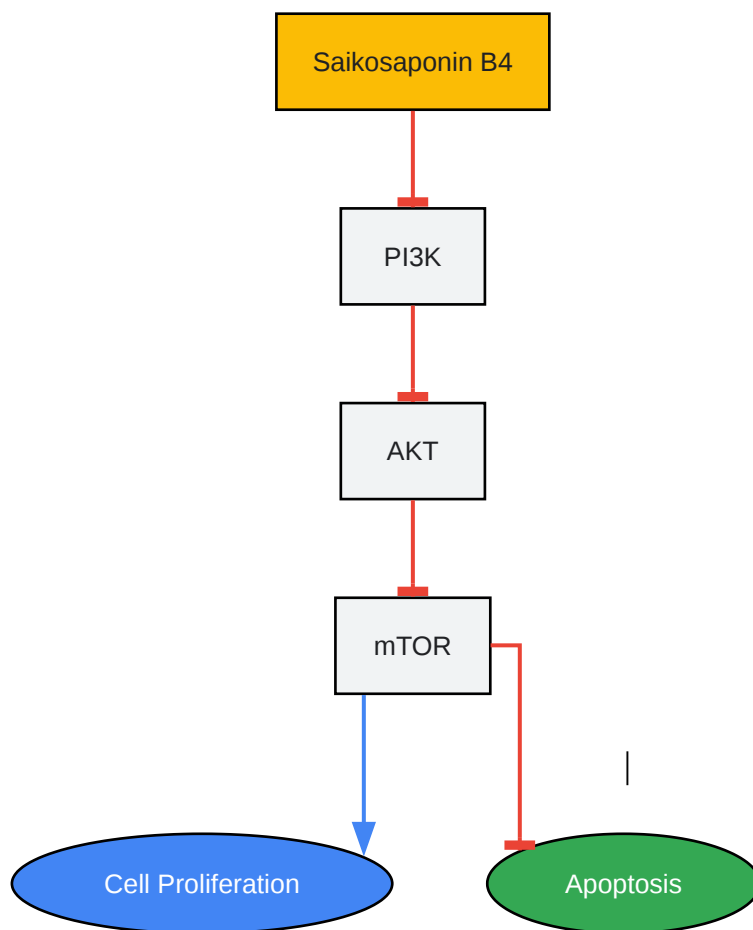 Saikosaponin B4
PI3K
AKT
mTOR
|
Cell Proliferation
Apoptosis